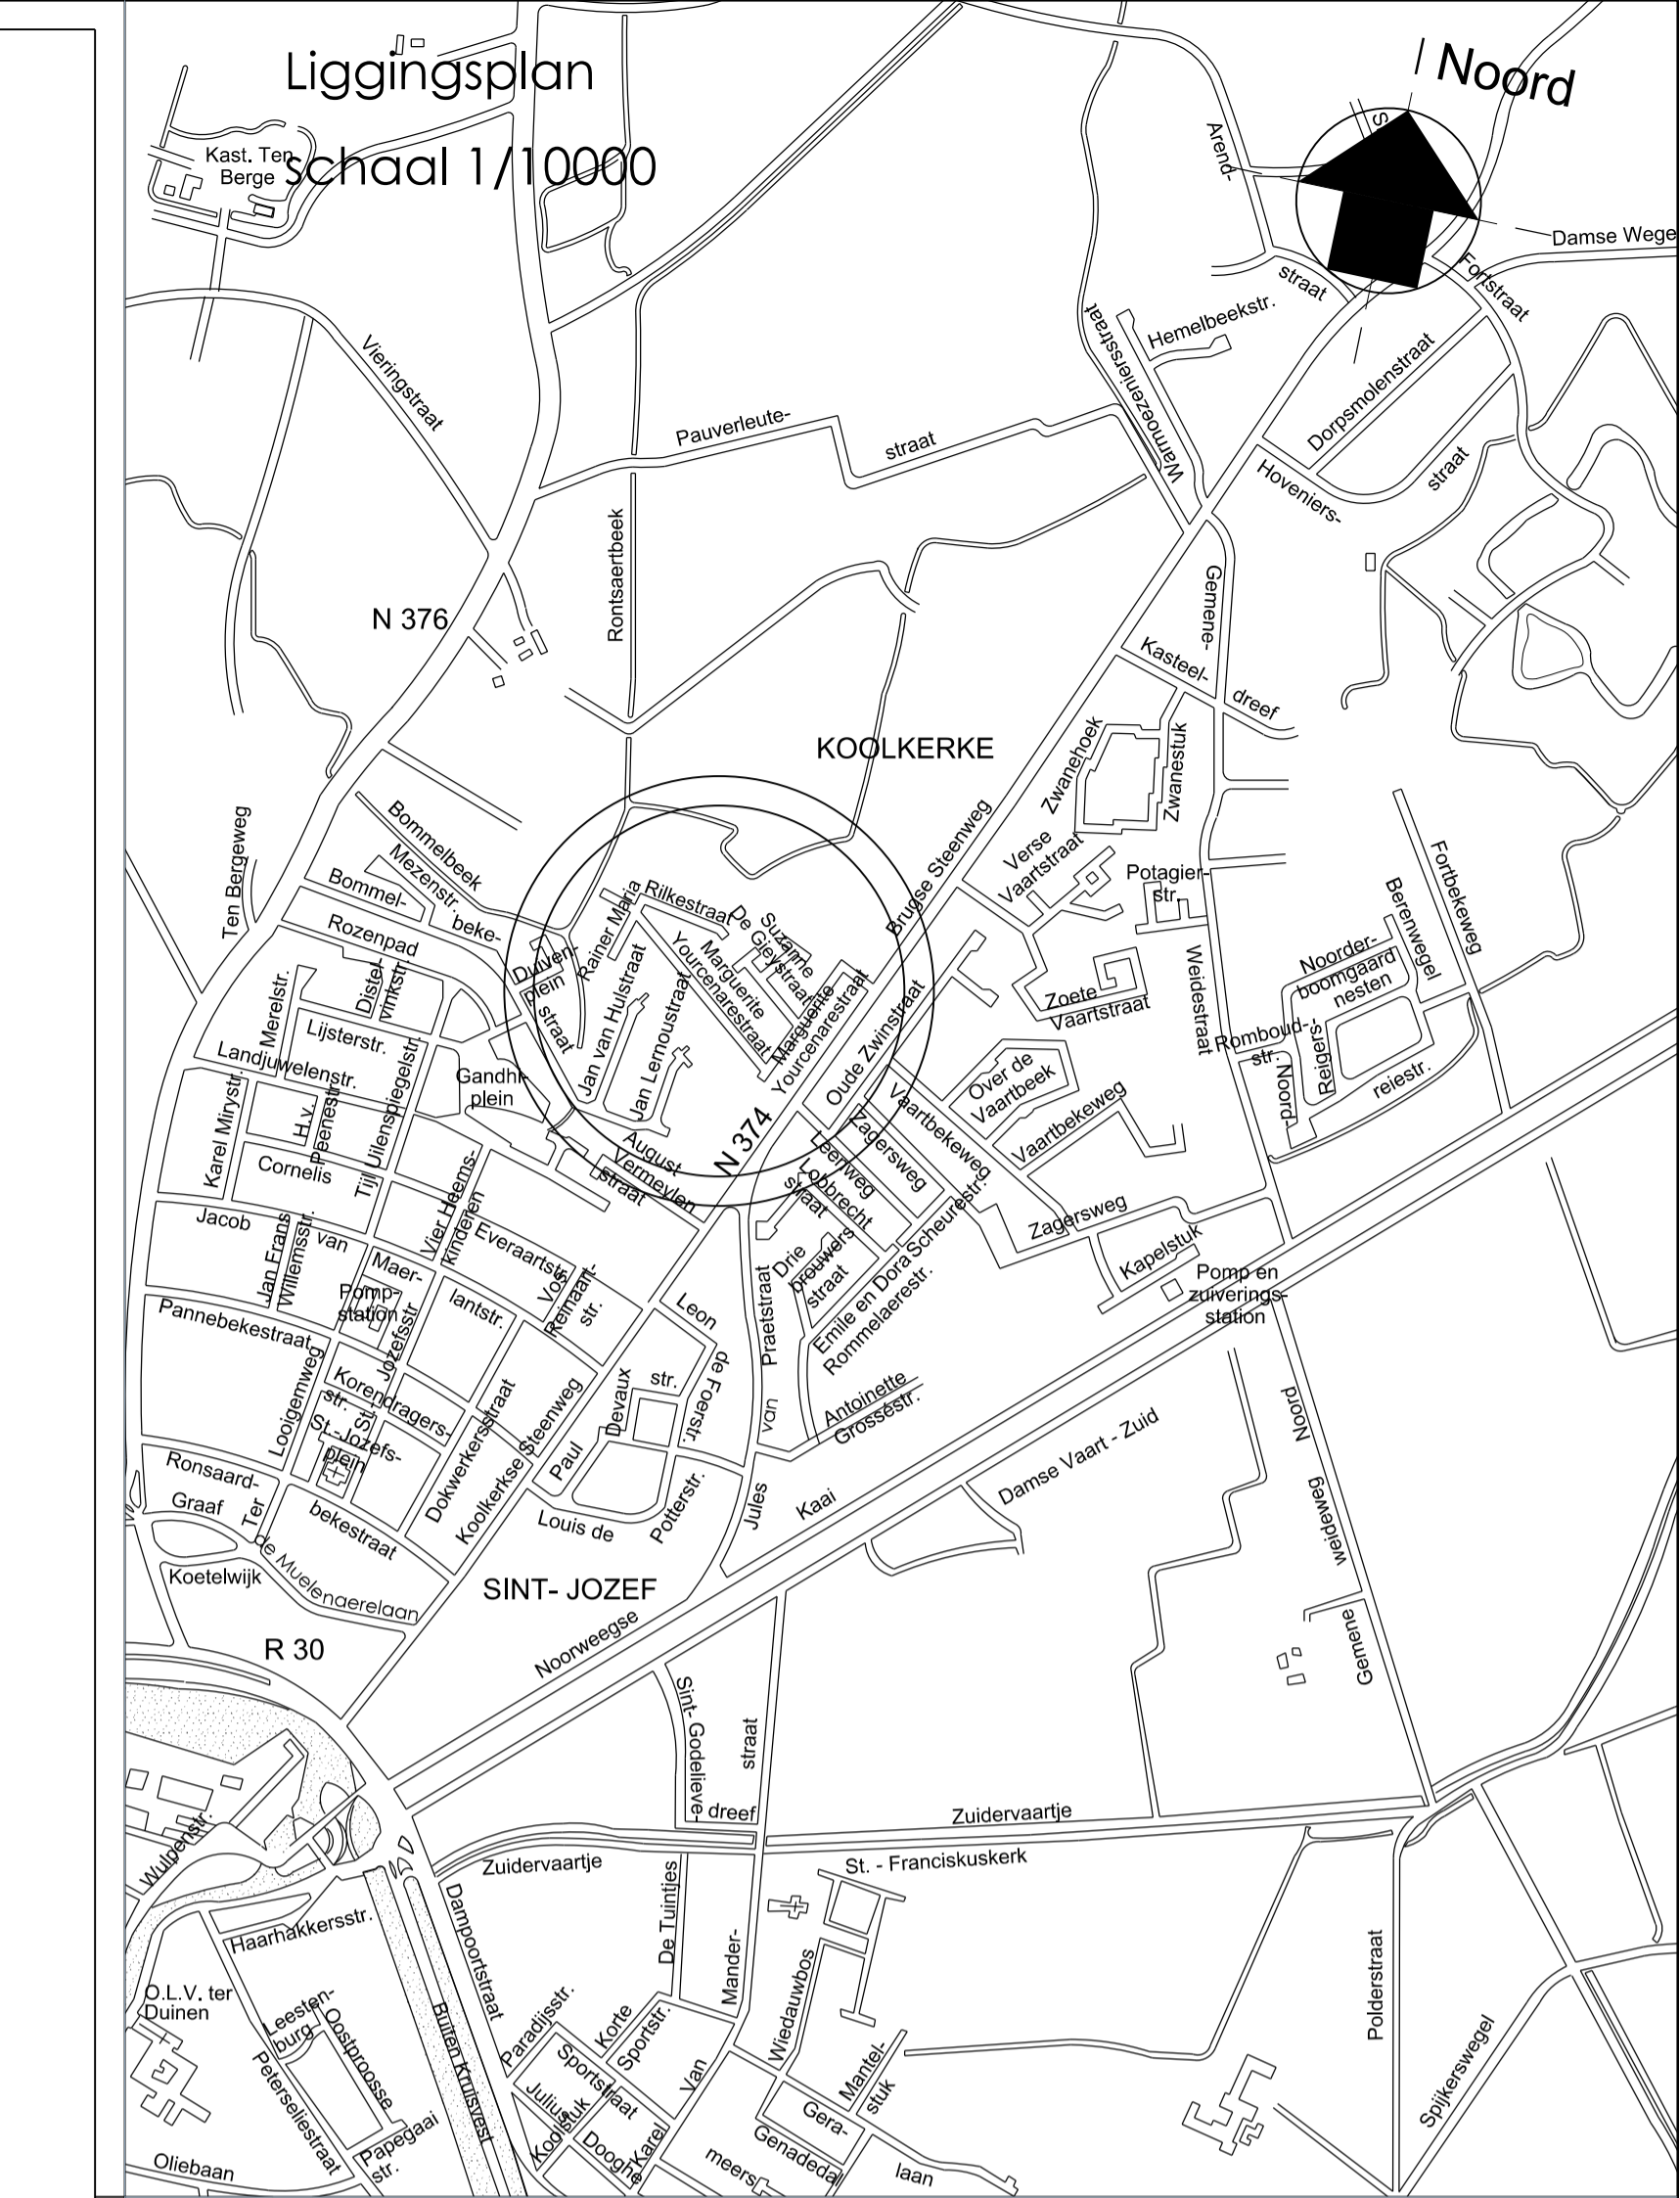 Liggingsplan
schaal 1/10000
Noord
Kast. Ten
Berge
Arend-
straat
Damse Wege
Fortstraat
Hemelbeekstr.
Warmoezeniersstraat
Dorpsmolenstraat
Vieringstraat
Pauverleute-
straat
Hoveniers-
straat
Rontsaertbeek
N 376
Gemene-
Kasteel-
dreef
KOOLKERKE
Zwanehoek
Zwanestuk
Brugse Steenweg
Verse
Vaartstraat
Potagier-
str.
Fortbekeweg
Berenwegel
Ten Bergeweg
Bommelbeek
Mezenstr.
Bommel-
beke-
straat
Rozenpad
Duiven-
plein
Rainer Maria
Rilkestraat
Suzanne
De Gieystraat
Marguerite
Yourcenarestraat
Marguerite
Yourcenarestraat
Jan van Hulstraat
Jan Lernoustraat
Oude Zwinstraat
Zoete
Vaartstraat
Weidestraat
Noorder-
boomgaard
nesten
Romboud-
str.
Reigers-
Noord-
reiestr.
Merelstr.
Distel-
vinkstr.
Lijsterstr.
Landjuwelenstr.
Gandhi-
plein
Karel Mirystr.
H.v.
Peenestr.
Tijl Uilenspiegelstr.
Cornelis
August
Vermeylen
straat
N 374
Over de
Vaartbeek
Vaartbekeweg
Vaartbekeweg
Zagersweg
Leenweg
Lobbrecht
straat
Zagersweg
Kapelstuk
Pomp en
zuiverings-
station
Jacob
van
Maer-
lantstr.
Jan Frans
Willemsstr.
Vier Heems-
kinderen
Everaartstr.
Vos-
Reinaart-
str.
Pomp-
station
Pannebekestraat
Jozefsstr
St.-
Looigemweg
Korendragers-
str.
St.-Jozefs-
plein
Dokwerkersstraat
Koolkerkse Steenweg
Leon
de Foerstr.
Devaux
str.
Paul
Louis de
Potterstr.
Praetstraat
van
Jules
Drie
brouwers
straat
Emile en Dora Scheurestr.
Rommelaerestr.
Antoinette
Grossestr.
Kaai
Damse Vaart - Zuid
Noord
weideweg
Gemene
Ronsaard-
bekestraat
Graaf
de Muelenaerelaan
Ter
Koetelwijk
SINT- JOZEF
R 30
Noorweegse
Sint-
Godelieve-
dreef
straat
Zuidervaartje
Zuidervaartje
St. - Franciskuskerk
Wulpenstr.
Haarhakkersstr.
Dampoortstraat
De Tuintjes
Mander-
Van
Karel
Wiedauwbos
Polderstraat
O.L.V. ter
Duinen
Leesten-
burg
Oostproosse
Peterseliestraat
Buiten Kruisvest
Paradijsstr.
Korte
Sportstr.
Sportstraat
Julius
Dooghe
Koolstuk
Mantel-
stuk
Gera-
laan
Genadedal
meers
Spijkerswegel
Papegaai
str.
Oliebaan